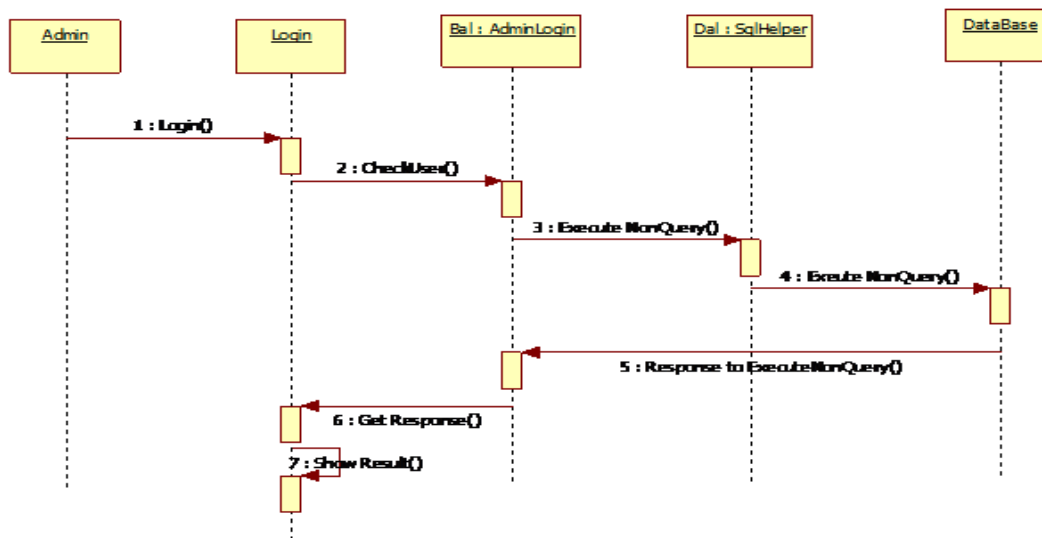 Admin
Login
Bal : AdminLogin
Dal : SqlHelper
DataBase
1 : Login()
2 : CheckUser()
3 : Execute NonQuery()
4 : Exeute NonQuery()
5 : Response to ExecuteNonQuery()
6 : Get Response()
7 : Show Result()